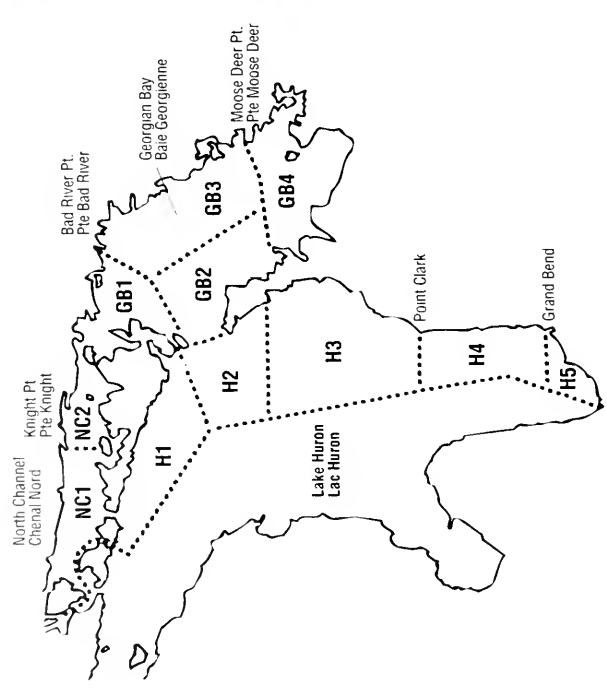 North Channel
Chenal Nord
Knight Pt
Pte Knight
Bad River Pt.
Pte Bad River
Georgian Bay
Baie Georgienne
Moose Deer Pt.
Pte Moose Deer
NC1
NC2
GB1
GB2
GB3
GB4
H1
H2
H3
H4
H5
Lake Huron
Lac Huron
Point Clark
Grand Bend